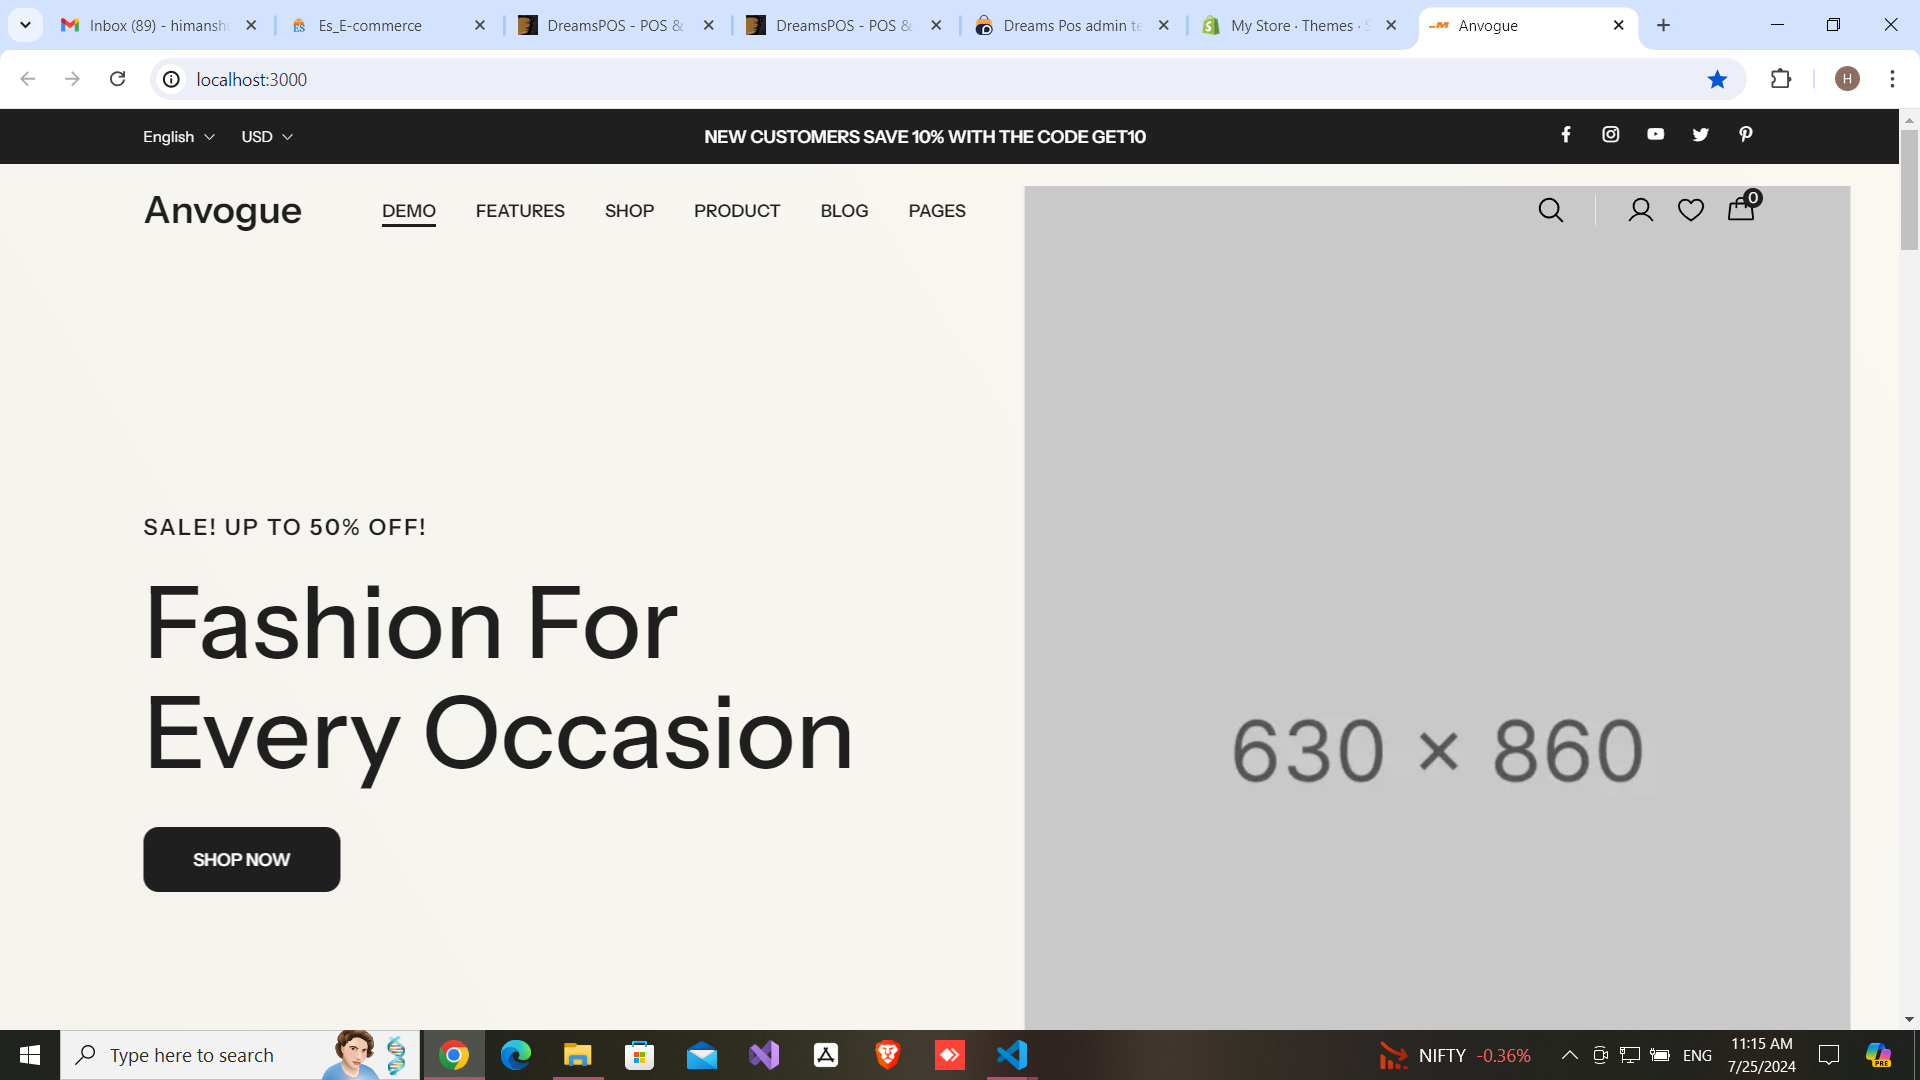 Inbox (89) - himansh
Es_E-commerce
DreamsPOS - POS &
DreamsPOS - POS &
Dreams Pos admin te
My Store · Themes · S
Anvogue
localhost:3000
H
English
USD
NEW CUSTOMERS SAVE 10% WITH THE CODE GET10
Anvogue
DEMO
FEATURES
SHOP
PRODUCT
BLOG
PAGES
0
SALE! UP TO 50% OFF!
Fashion For
Every Occasion
SHOP NOW
630 × 860
Type here to search
NIFTY -0.36%
ENG
11:15 AM
7/25/2024
PRE